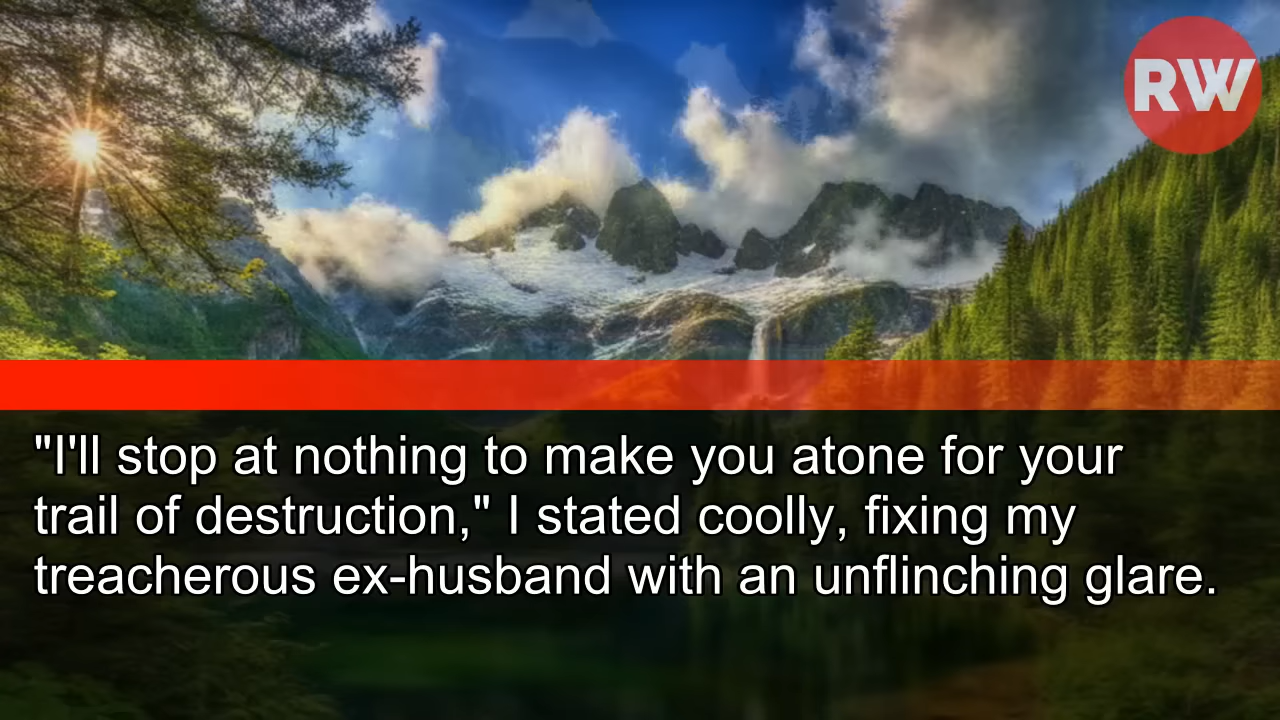 RW
"I'll stop at nothing to make you atone for your
trail of destruction," I stated coolly, fixing my
treacherous ex-husband with an unflinching glare.